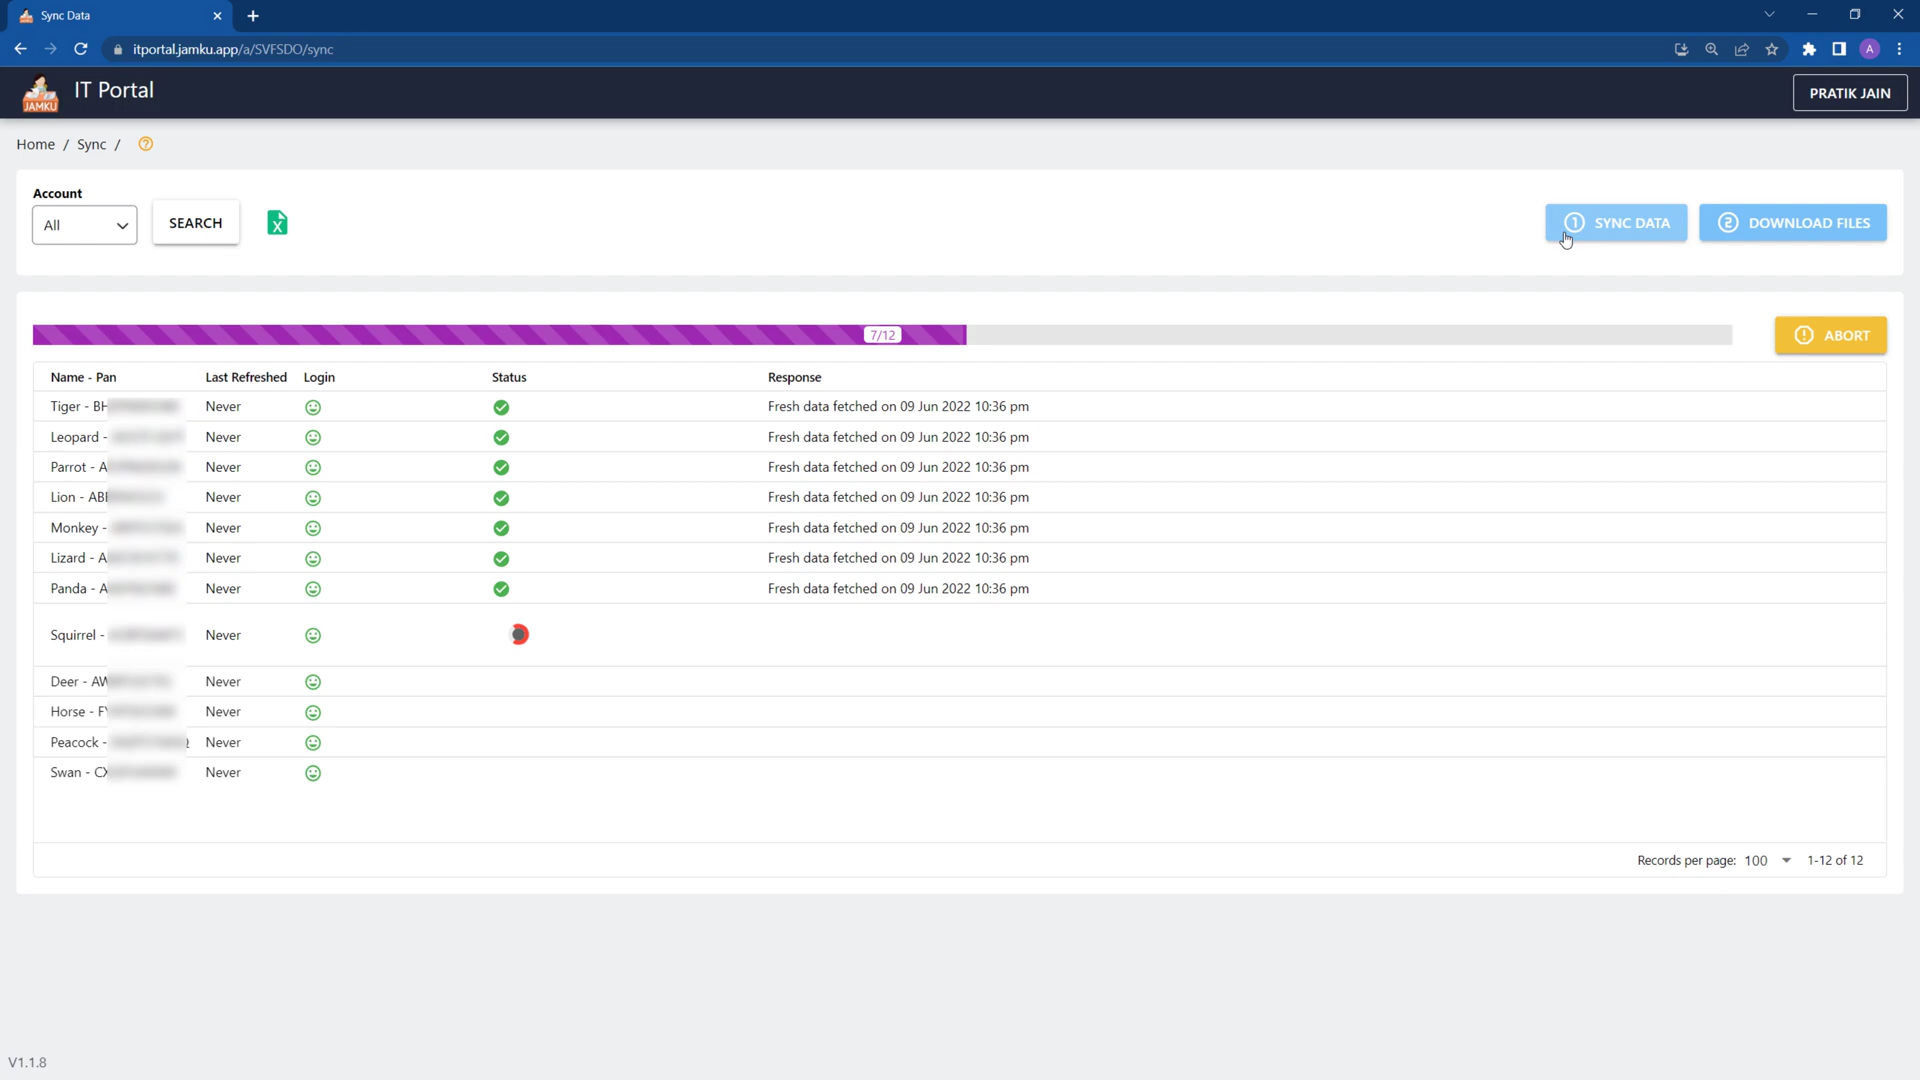 Sync Data
itportal.jamku.app/a/SVFSDO/sync
A
JAMKU
IT Portal
PRATIK JAIN
Home / Sync /
Account
All
SEARCH
1 SYNC DATA
2 DOWNLOAD FILES
7/12
ABORT
Name - Pan Last Refreshed Login Status Response
Tiger - BH Never Fresh data fetched on 09 Jun 2022 10:36 pm
Leopard - Never Fresh data fetched on 09 Jun 2022 10:36 pm
Parrot - A Never Fresh data fetched on 09 Jun 2022 10:36 pm
Lion - AB Never Fresh data fetched on 09 Jun 2022 10:36 pm
Monkey - Never Fresh data fetched on 09 Jun 2022 10:36 pm
Lizard - A Never Fresh data fetched on 09 Jun 2022 10:36 pm
Panda - A Never Fresh data fetched on 09 Jun 2022 10:36 pm
Squirrel - Never
Deer - AW Never
Horse - F Never
Peacock - Never
Swan - CX Never
Records per page: 100 1-12 of 12
V1.1.8